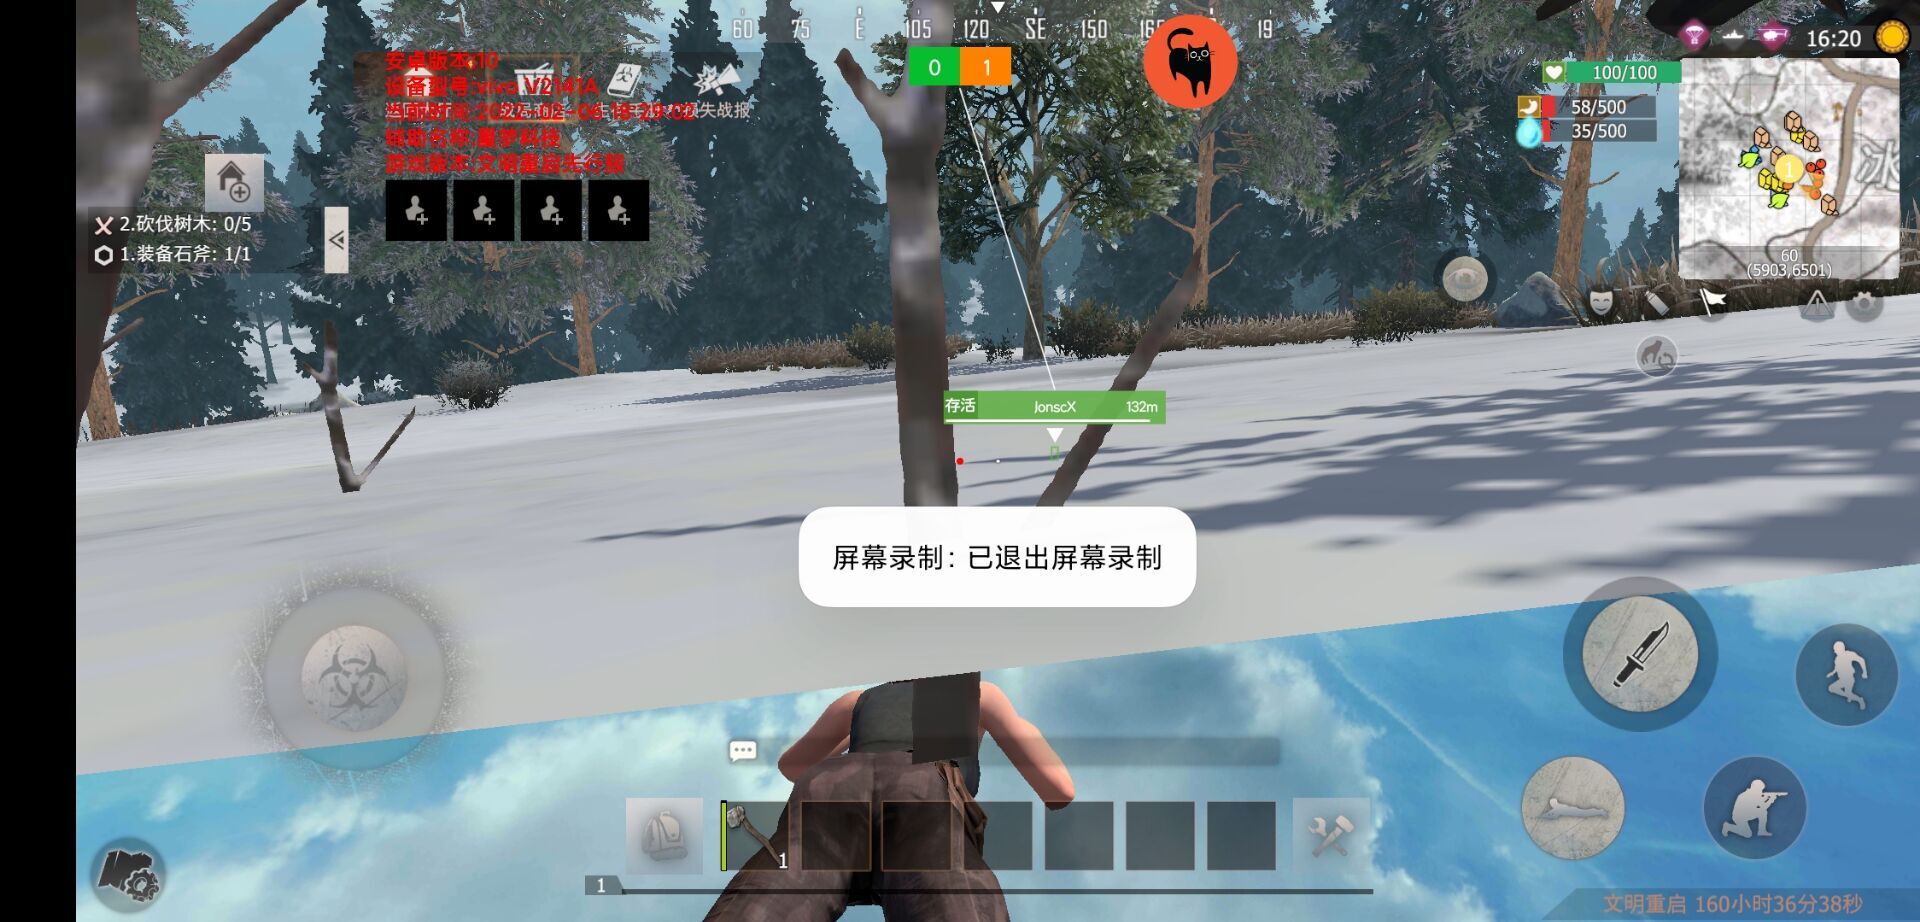 60 75 E 105 120 SE 150 19
16:20
0 1
安卓版本:10
设备型号:vivo V2141A
当前时间:2022-02-06 18:29:02
失战报
辅助名称:量梦科技
游戏版本:文明重启先行服
100/100
58/500
35/500
1
冰
60
(5903,6501)
2.砍伐树木: 0/5
1.装备石斧: 1/1
存活 JonscX 132m
屏幕录制：已退出屏幕录制
1
1
文明重启 160小时36分38秒